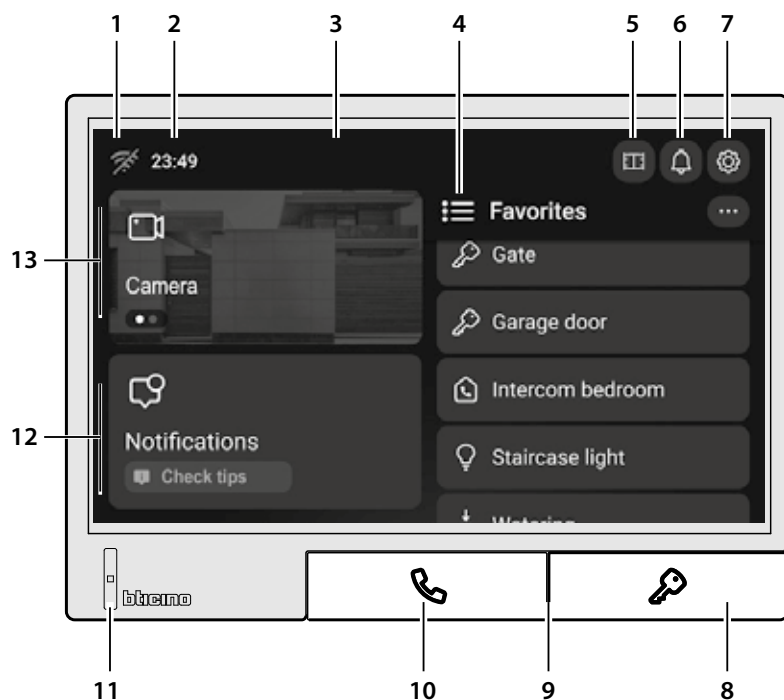 1 2 3 4 5 6 7
23:49
Favorites
Gate
Camera
13
Garage door
Intercom bedroom
Notifications
12
Check tips
Staircase light
Watering
bticino
11 10 9 8